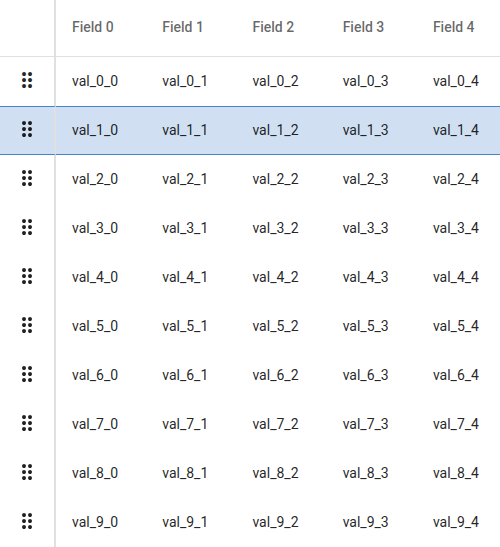 Field 0 Field 1 Field 2 Field 3 Field 4
val_0_0 val_0_1 val_0_2 val_0_3 val_0_4
val_1_0 val_1_1 val_1_2 val_1_3 val_1_4
val_2_0 val_2_1 val_2_2 val_2_3 val_2_4
val_3_0 val_3_1 val_3_2 val_3_3 val_3_4
val_4_0 val_4_1 val_4_2 val_4_3 val_4_4
val_5_0 val_5_1 val_5_2 val_5_3 val_5_4
val_6_0 val_6_1 val_6_2 val_6_3 val_6_4
val_7_0 val_7_1 val_7_2 val_7_3 val_7_4
val_8_0 val_8_1 val_8_2 val_8_3 val_8_4
val_9_0 val_9_1 val_9_2 val_9_3 val_9_4